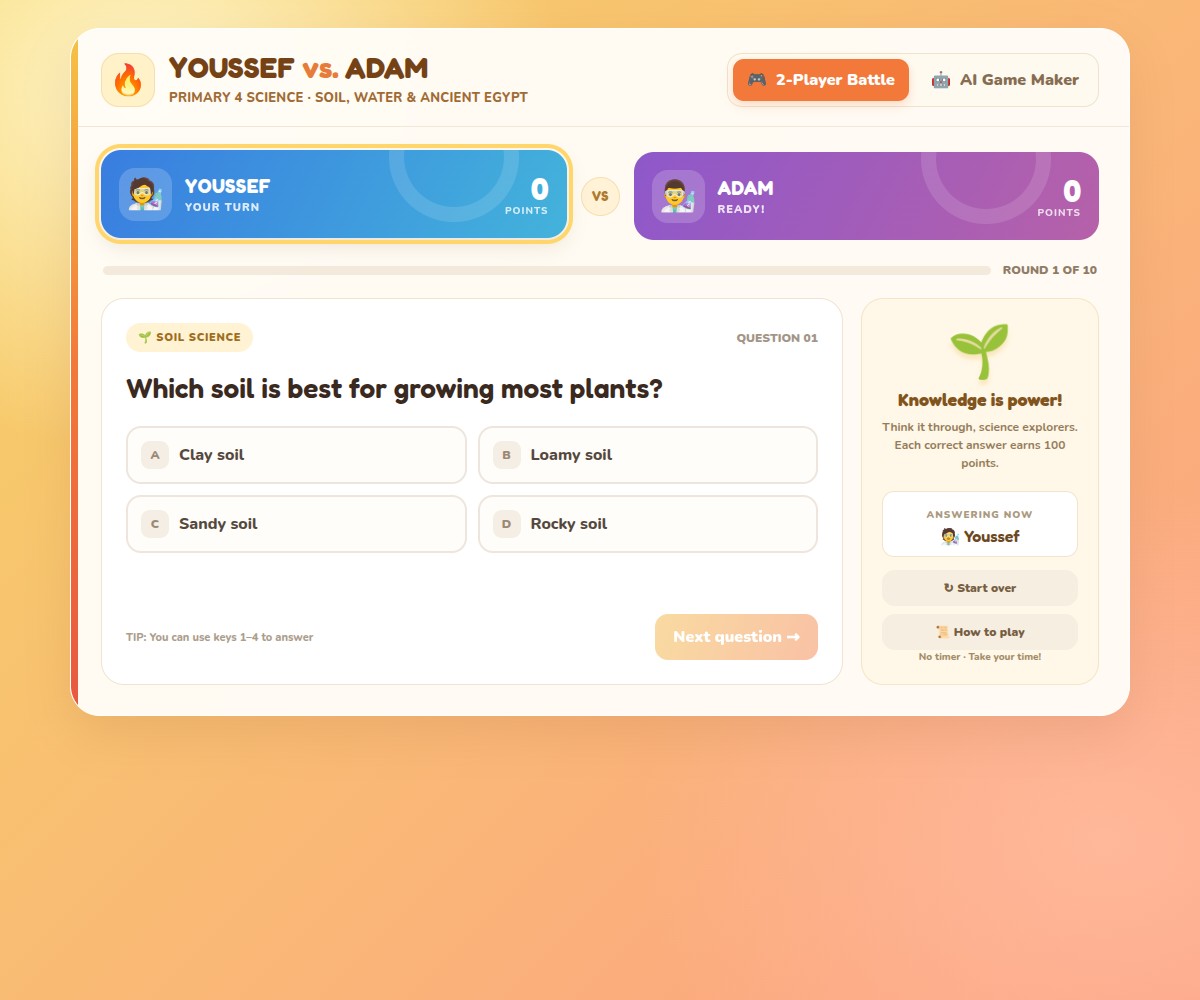 YOUSSEF vs. ADAM
PRIMARY 4 SCIENCE · SOIL, WATER & ANCIENT EGYPT
2-Player Battle
AI Game Maker
YOUSSEF
YOUR TURN
0
POINTS
VS
ADAM
READY!
0
POINTS
ROUND 1 OF 10
SOIL SCIENCE
QUESTION 01
Which soil is best for growing most plants?
A Clay soil
B Loamy soil
C Sandy soil
D Rocky soil
TIP: You can use keys 1–4 to answer
Next question →
Knowledge is power!
Think it through, science explorers.
Each correct answer earns 100
points.
ANSWERING NOW
Youssef
↻ Start over
How to play
No timer · Take your time!